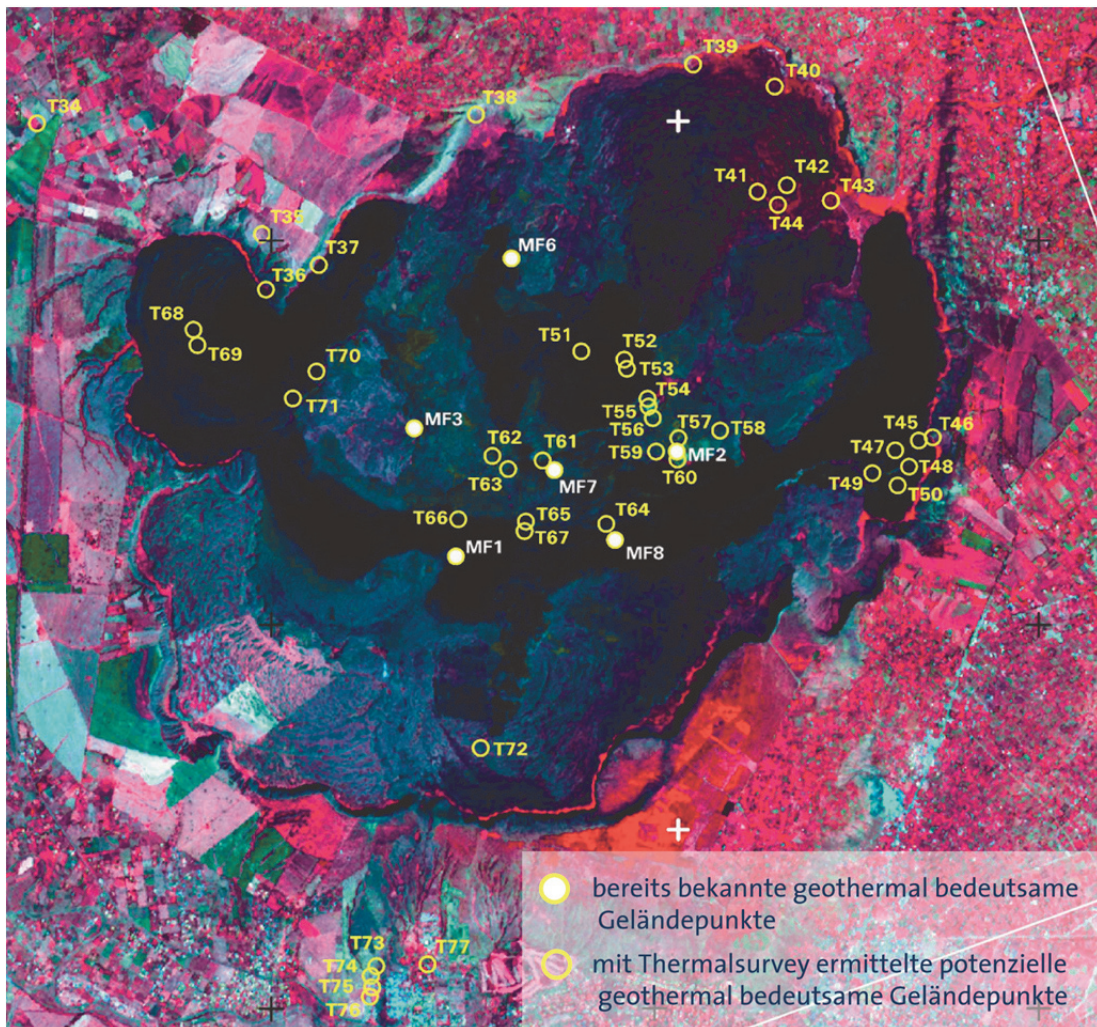 T39
T40
T34
T38
T41
T42
T43
T44
T35
T37
MF6
T36
T68
T69
T51
T52
T53
T70
T71
T54
T55
T56
T57
T58
MF3
T62
T61
T59
MF2
T60
T63
MF7
T45
T46
T47
T48
T49
T50
T66
T65
T64
T67
MF1
MF8
T72
T73
T74
T75
T76
T77
bereits bekannte geothermal bedeutsame
Geländepunkte
mit Thermalsurvey ermittelte potenzielle
geothermal bedeutsame Geländepunkte